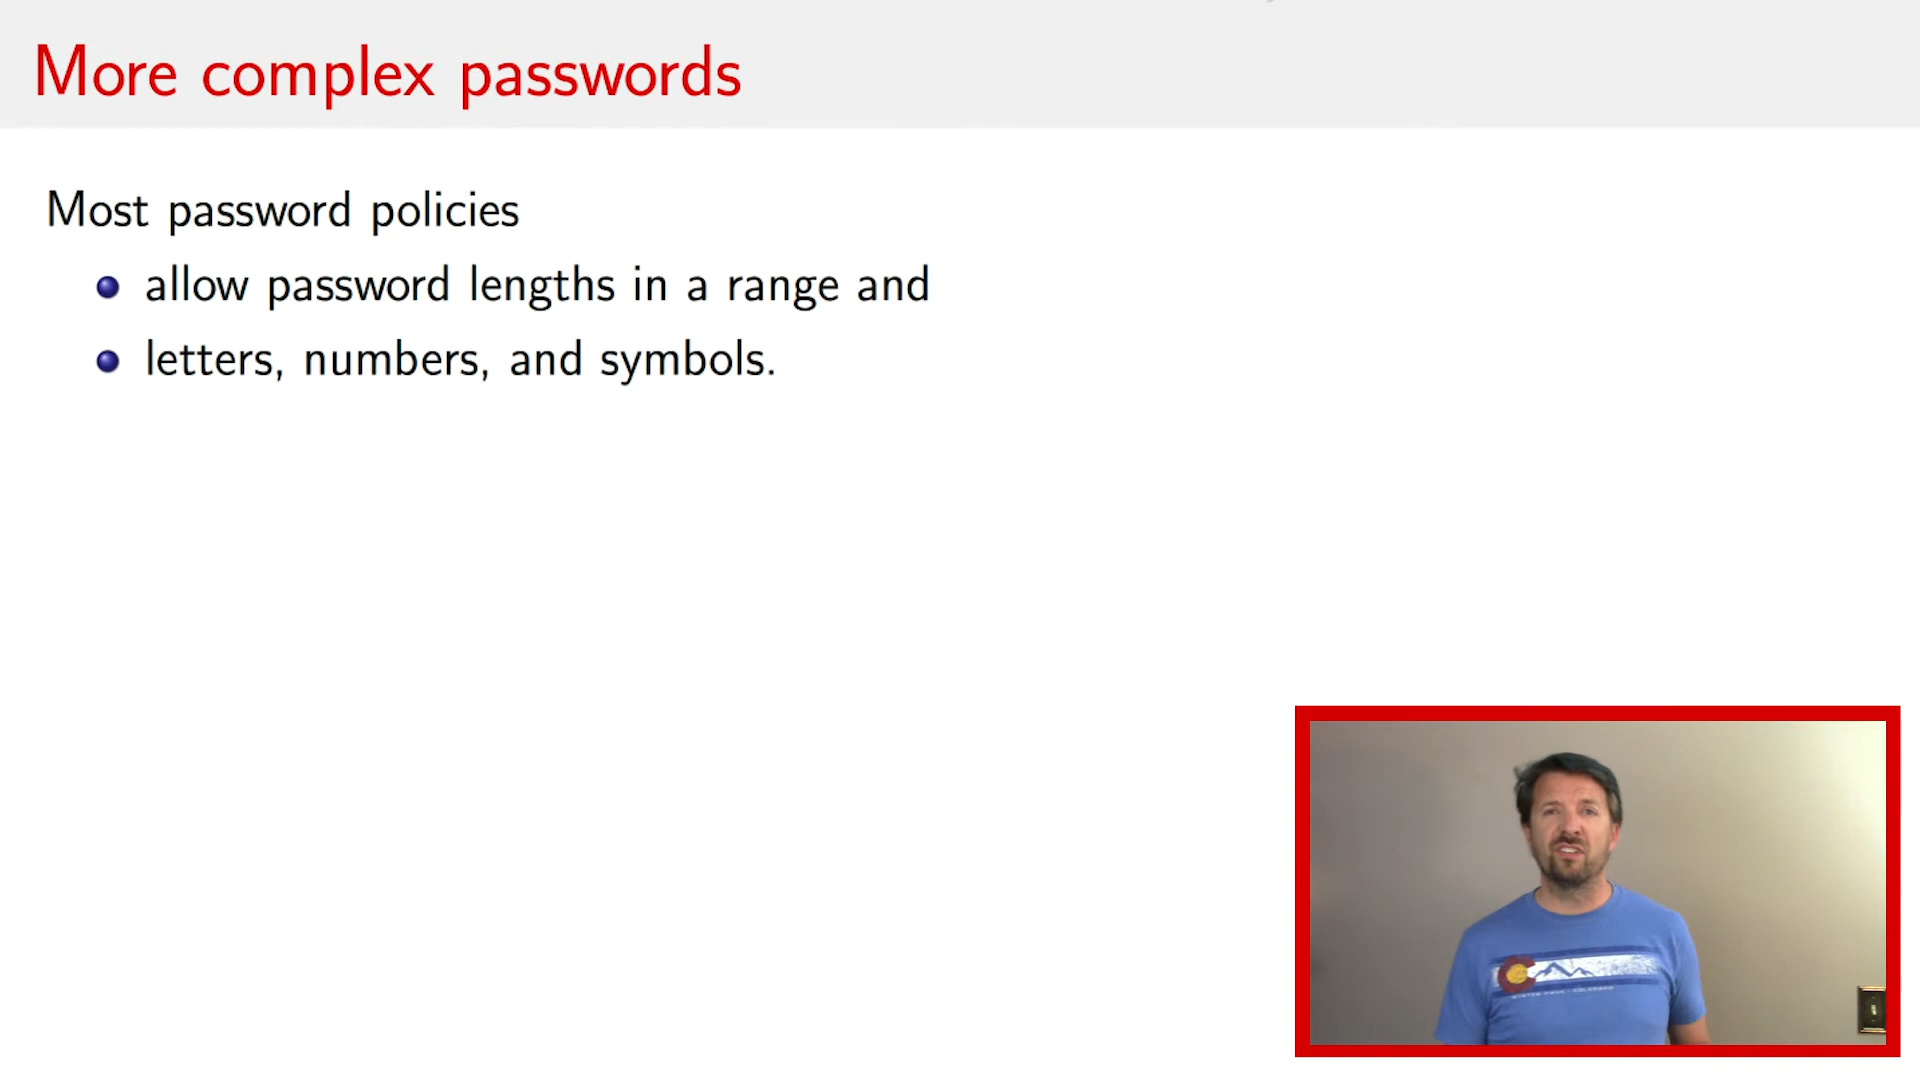 More complex passwords
Most password policies
allow password lengths in a range and
letters, numbers, and symbols.